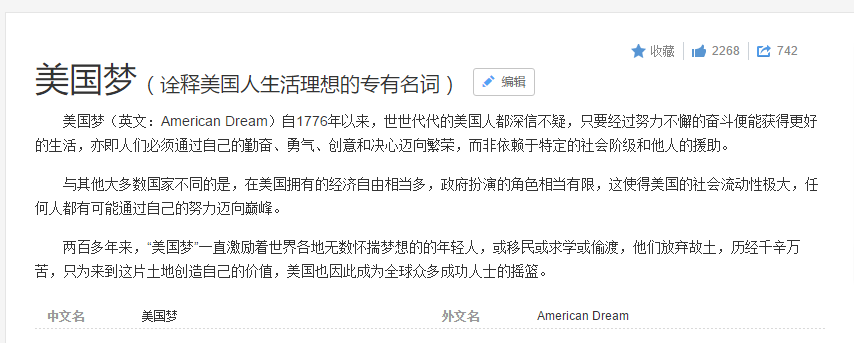 收藏 2268 742
美国梦（诠释美国人生活理想的专有名词） 编辑
美国梦（英文：American Dream）自1776年以来，世世代代的美国人都深信不疑，只要经过努力不懈的奋斗便能获得更好
的生活，亦即人们必须通过自己的勤奋、勇气、创意和决心迈向繁荣，而非依赖于特定的社会阶级和他人的援助。
与其他大多数国家不同的是，在美国拥有的经济自由相当多，政府扮演的角色相当有限，这使得美国的社会流动性极大，任
何人都有可能通过自己的努力迈向巅峰。
两百多年来，“美国梦”一直激励着世界各地无数怀揣梦想的的年轻人，或移民或求学或偷渡，他们放弃故土，历经千辛万
苦，只为来到这片土地创造自己的价值，美国也因此成为全球众多成功人士的摇篮。
中文名 美国梦 外文名 American Dream